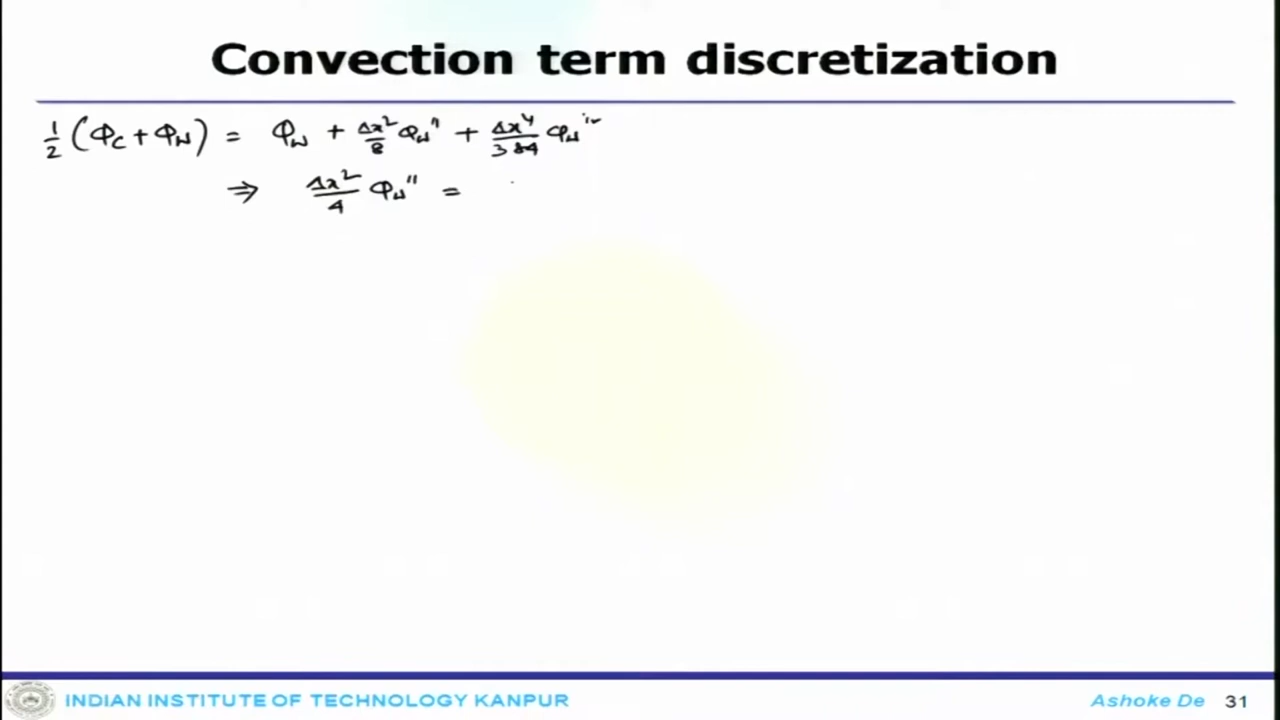 Convection term discretization
½ (Φ_C + Φ_W) = Φ_W + Δx²/8 Φ_W'' + Δx⁴/384 Φ_W^iv
⇒ Δx²/4 Φ_W'' =
INDIAN INSTITUTE OF TECHNOLOGY KANPUR
Ashoke De 31